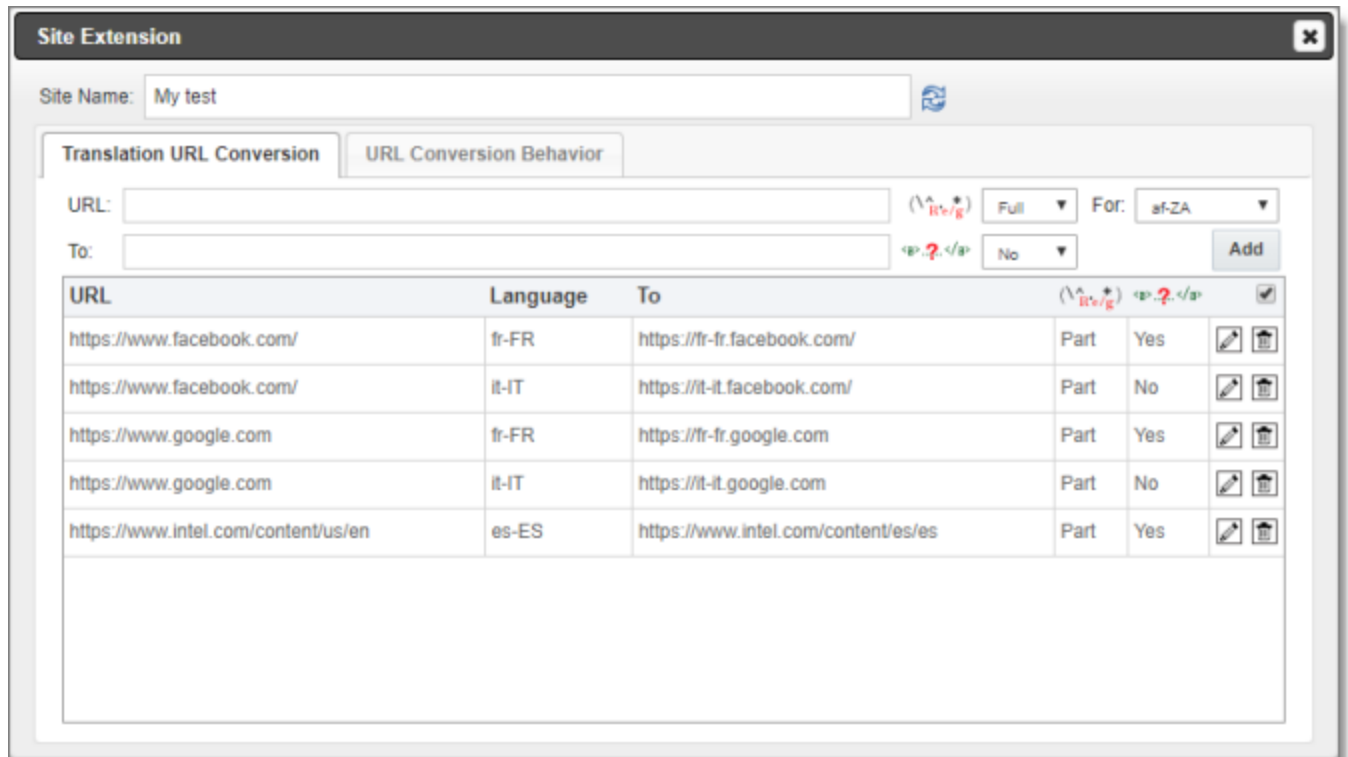 Site Extension
Site Name: My test
Translation URL Conversion URL Conversion Behavior
URL: (\^.*) Re/g Full For: af-ZA
To: <a>..?..</a> No Add
URL Language To (\^.*) Re/g <a>..?..</a>
https://www.facebook.com/ fr-FR https://fr-fr.facebook.com/ Part Yes
https://www.facebook.com/ it-IT https://it-it.facebook.com/ Part No
https://www.google.com fr-FR https://fr-fr.google.com Part Yes
https://www.google.com it-IT https://it-it.google.com Part No
https://www.intel.com/content/us/en es-ES https://www.intel.com/content/es/es Part Yes